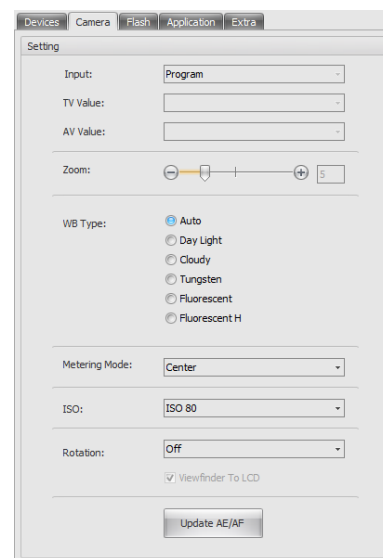 Devices Camera Flash Application Extra
Setting
Input: Program
TV Value:
AV Value:
Zoom: 5
WB Type: Auto
Day Light
Cloudy
Tungsten
Fluorescent
Fluorescent H
Metering Mode: Center
ISO: ISO 80
Rotation: Off
Viewfinder To LCD
Update AE/AF